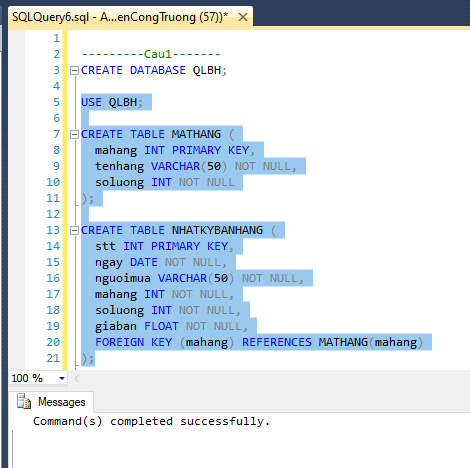 SQLQuery6.sql - A...enCongTruong (57))*
1
2 ---------Cau1-------
3 CREATE DATABASE QLBH;
4
5 USE QLBH;
6
7 CREATE TABLE MATHANG (
8 mahang INT PRIMARY KEY,
9 tenhang VARCHAR(50) NOT NULL,
10 soluong INT NOT NULL
11 );
12
13 CREATE TABLE NHATKYBANHANG (
14 stt INT PRIMARY KEY,
15 ngay DATE NOT NULL,
16 nguoimua VARCHAR(50) NOT NULL,
17 mahang INT NOT NULL,
18 soluong INT NOT NULL,
19 giaban FLOAT NOT NULL,
20 FOREIGN KEY (mahang) REFERENCES MATHANG(mahang)
21 );
100 %
Messages
Command(s) completed successfully.